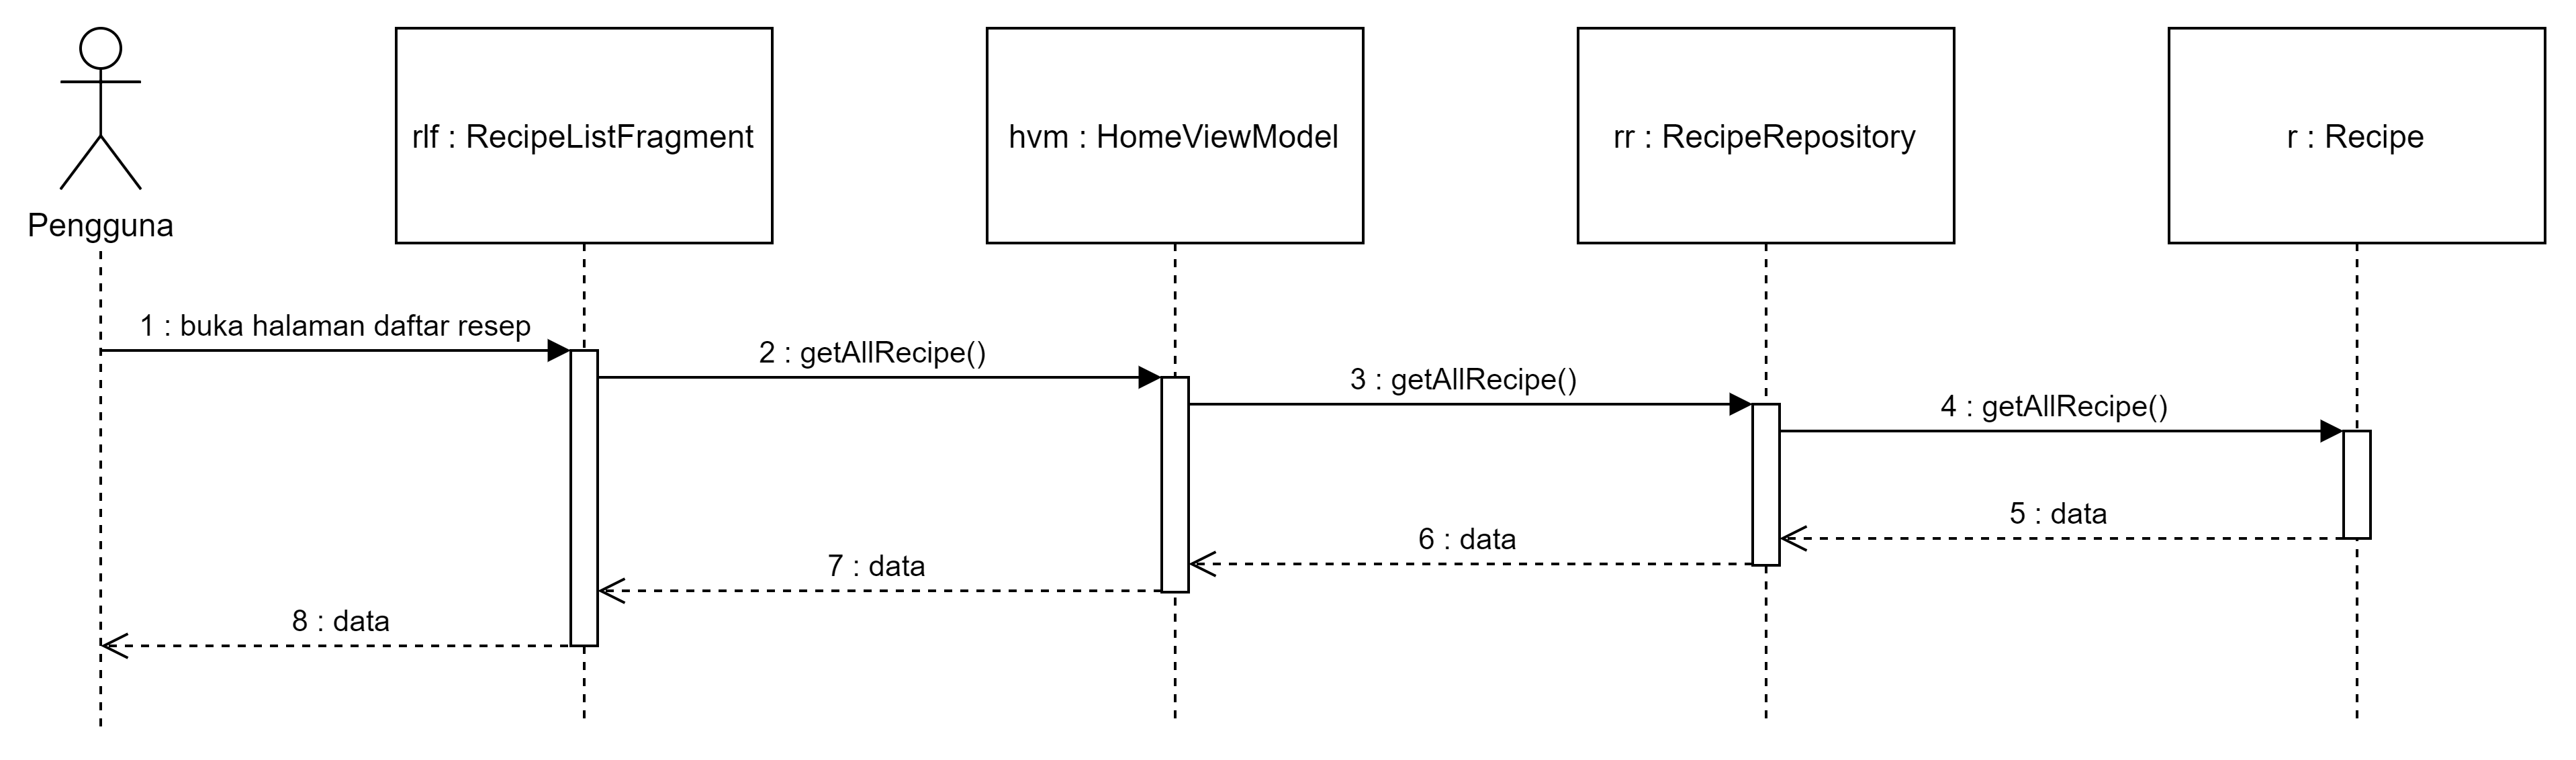 Pengguna
rlf : RecipeListFragment
hvm : HomeViewModel
rr : RecipeRepository
r : Recipe
1 : buka halaman daftar resep
2 : getAllRecipe()
3 : getAllRecipe()
4 : getAllRecipe()
5 : data
6 : data
7 : data
8 : data